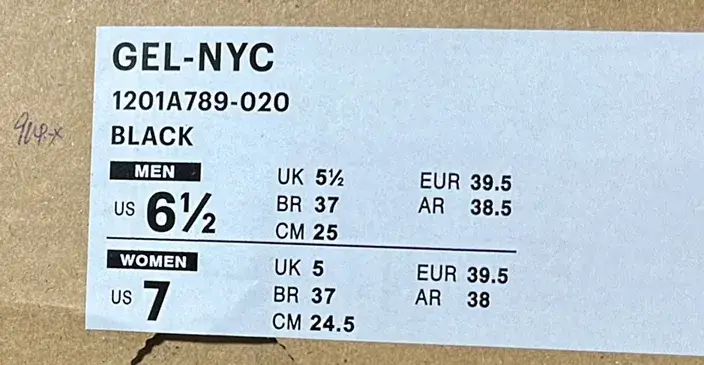 GEL-NYC
1201A789-020
BLACK
MEN
US 6½ UK 5½ EUR 39.5
BR 37 AR 38.5
CM 25
WOMEN
US 7 UK 5 EUR 39.5
BR 37 AR 38
CM 24.5